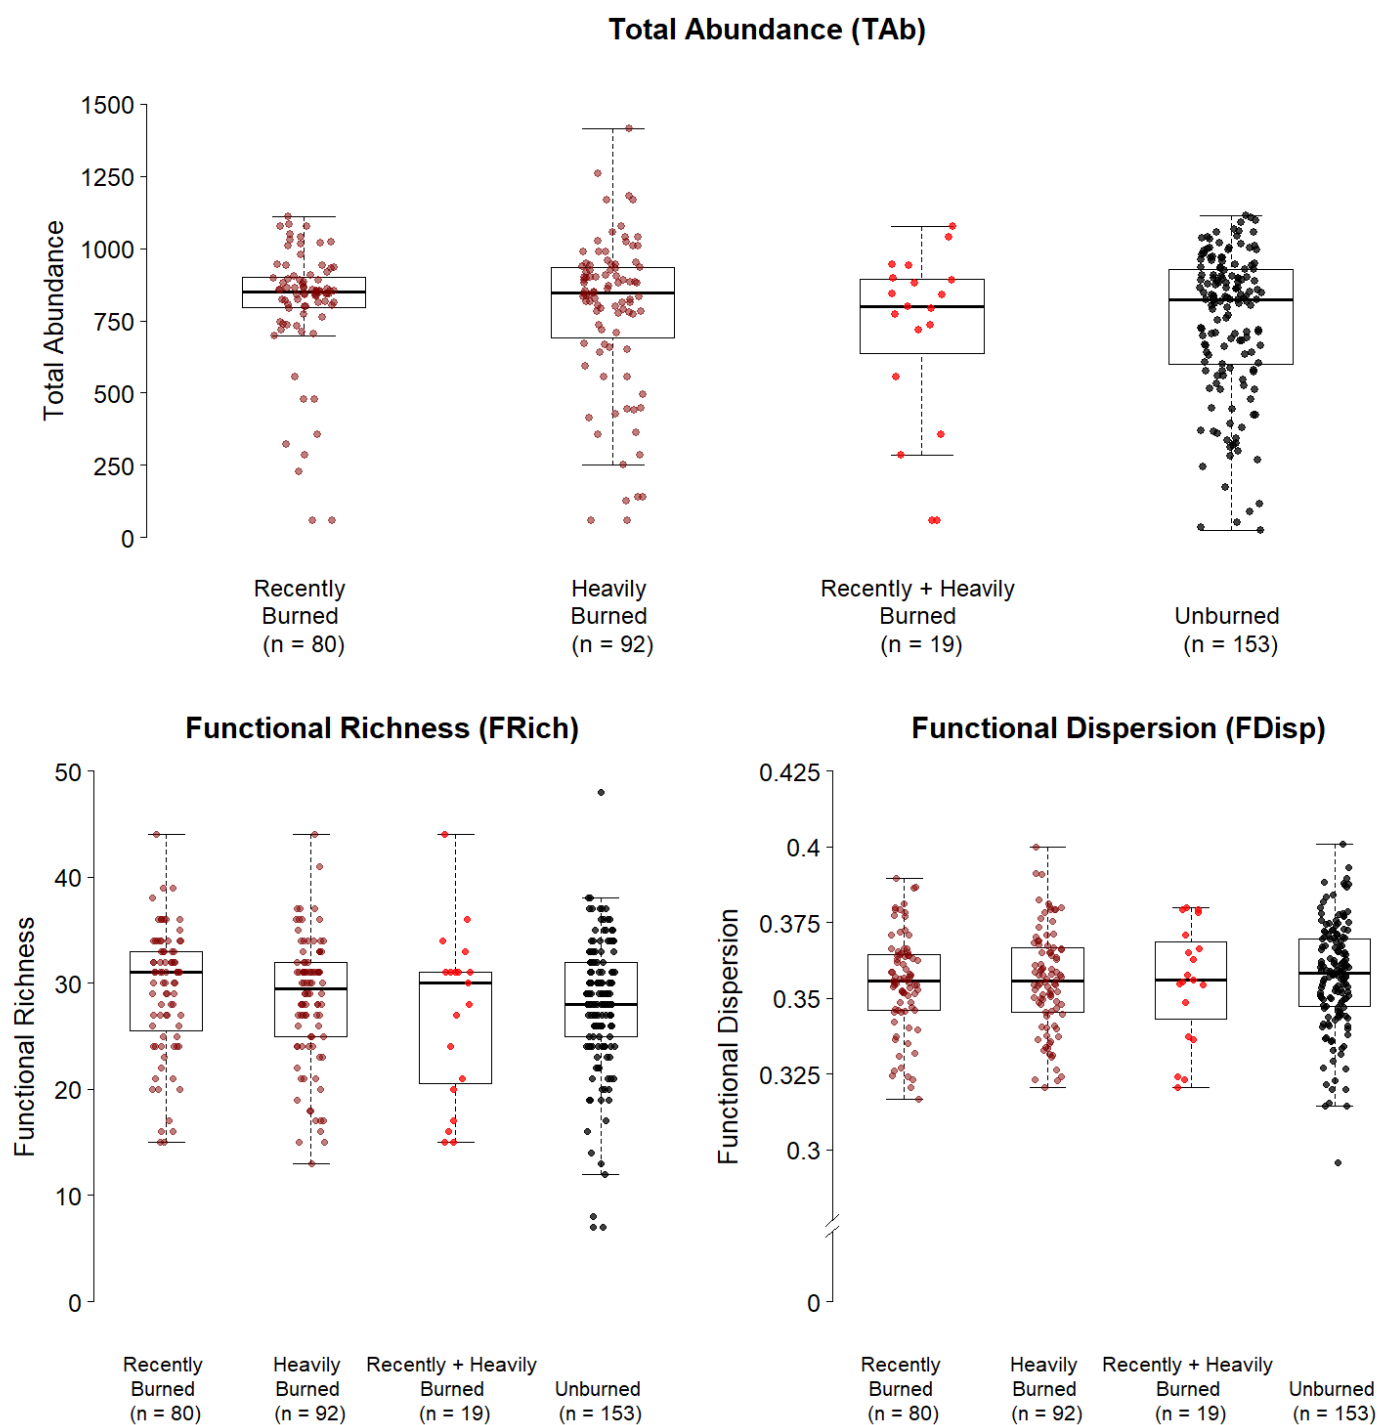 Total Abundance (TAb)
Total Abundance
1500
1250
1000
750
500
250
0
Recently
Burned
(n = 80)
Heavily
Burned
(n = 92)
Recently + Heavily
Burned
(n = 19)
Unburned
(n = 153)
Functional Richness (FRich)
Functional Richness
50
40
30
20
10
0
Recently
Burned
(n = 80)
Heavily
Burned
(n = 92)
Recently + Heavily
Burned
(n = 19)
Unburned
(n = 153)
Functional Dispersion (FDisp)
Functional Dispersion
0.425
0.4
0.375
0.35
0.325
0.3
0
Recently
Burned
(n = 80)
Heavily
Burned
(n = 92)
Recently + Heavily
Burned
(n = 19)
Unburned
(n = 153)